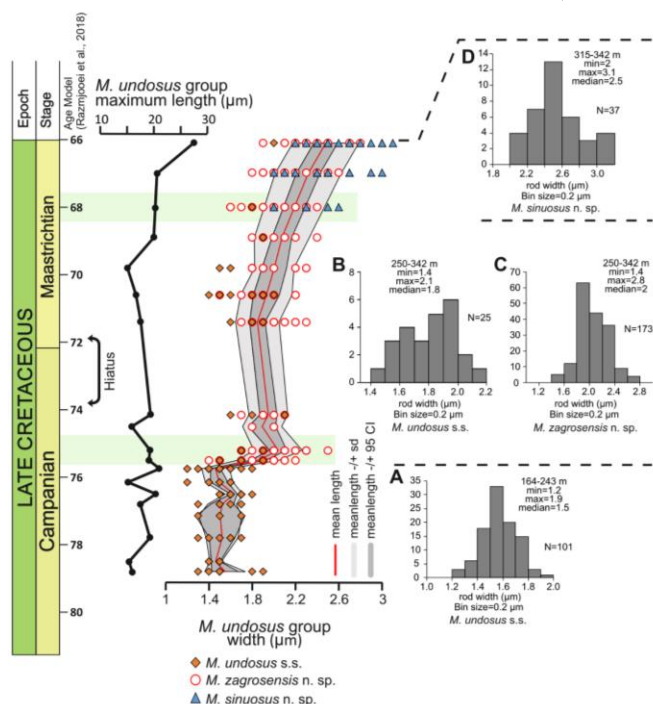 Epoch
Stage
Age Model
(Razmjooei et al., 2018)
M. undosus group
maximum length (µm)
10 20 30
LATE CRETACEOUS
Maastrichtian
Campanian
66
68
70
72
74
76
78
80
Hiatus
mean length
meanlength -/+ sd
meanlength -/+ 95 CI
1 1.4 1.8 2.2 2.6 3
M. undosus group
width (µm)
M. undosus s.s.
M. zagrosensis n. sp.
M. sinuosus n. sp.
D
315-342 m
min=2
max=3.1
median=2.5
N=37
14
12
10
8
6
4
2
0
1.8 2.2 2.6 3.0
rod width (µm)
Bin size=0.2 µm
M. sinuosus n. sp.
B
250-342 m
min=1.4
max=2.1
median=1.8
N=25
8
6
4
2
0
1.4 1.6 1.8 2.0 2.2
rod width (µm)
Bin size=0.2 µm
M. undosus s.s.
C
250-342 m
min=1.4
max=2.8
median=2
N=173
70
60
50
40
30
20
10
0
1.2 1.6 2.0 2.4 2.8
rod width (µm)
Bin size=0.2 µm
M. zagrosensis n. sp.
A
164-243 m
min=1.2
max=1.9
median=1.5
N=101
35
30
25
20
15
10
5
0
1.0 1.2 1.4 1.6 1.8 2.0
rod width (µm)
Bin size=0.2 µm
M. undosus s.s.